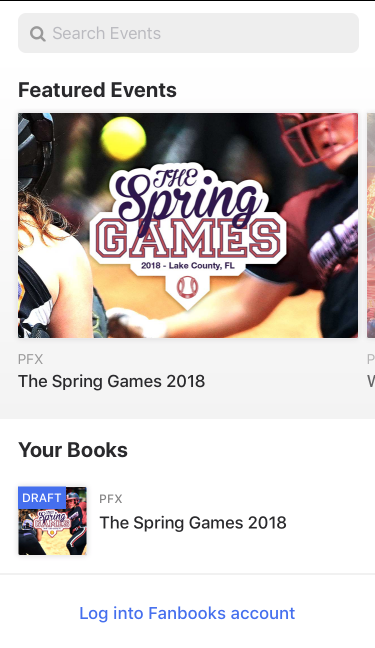 Search Events
Featured Events
THE
Spring
GAMES
2018 - Lake County, FL
PFX
The Spring Games 2018
Your Books
DRAFT
PFX
The Spring Games 2018
Log into Fanbooks account